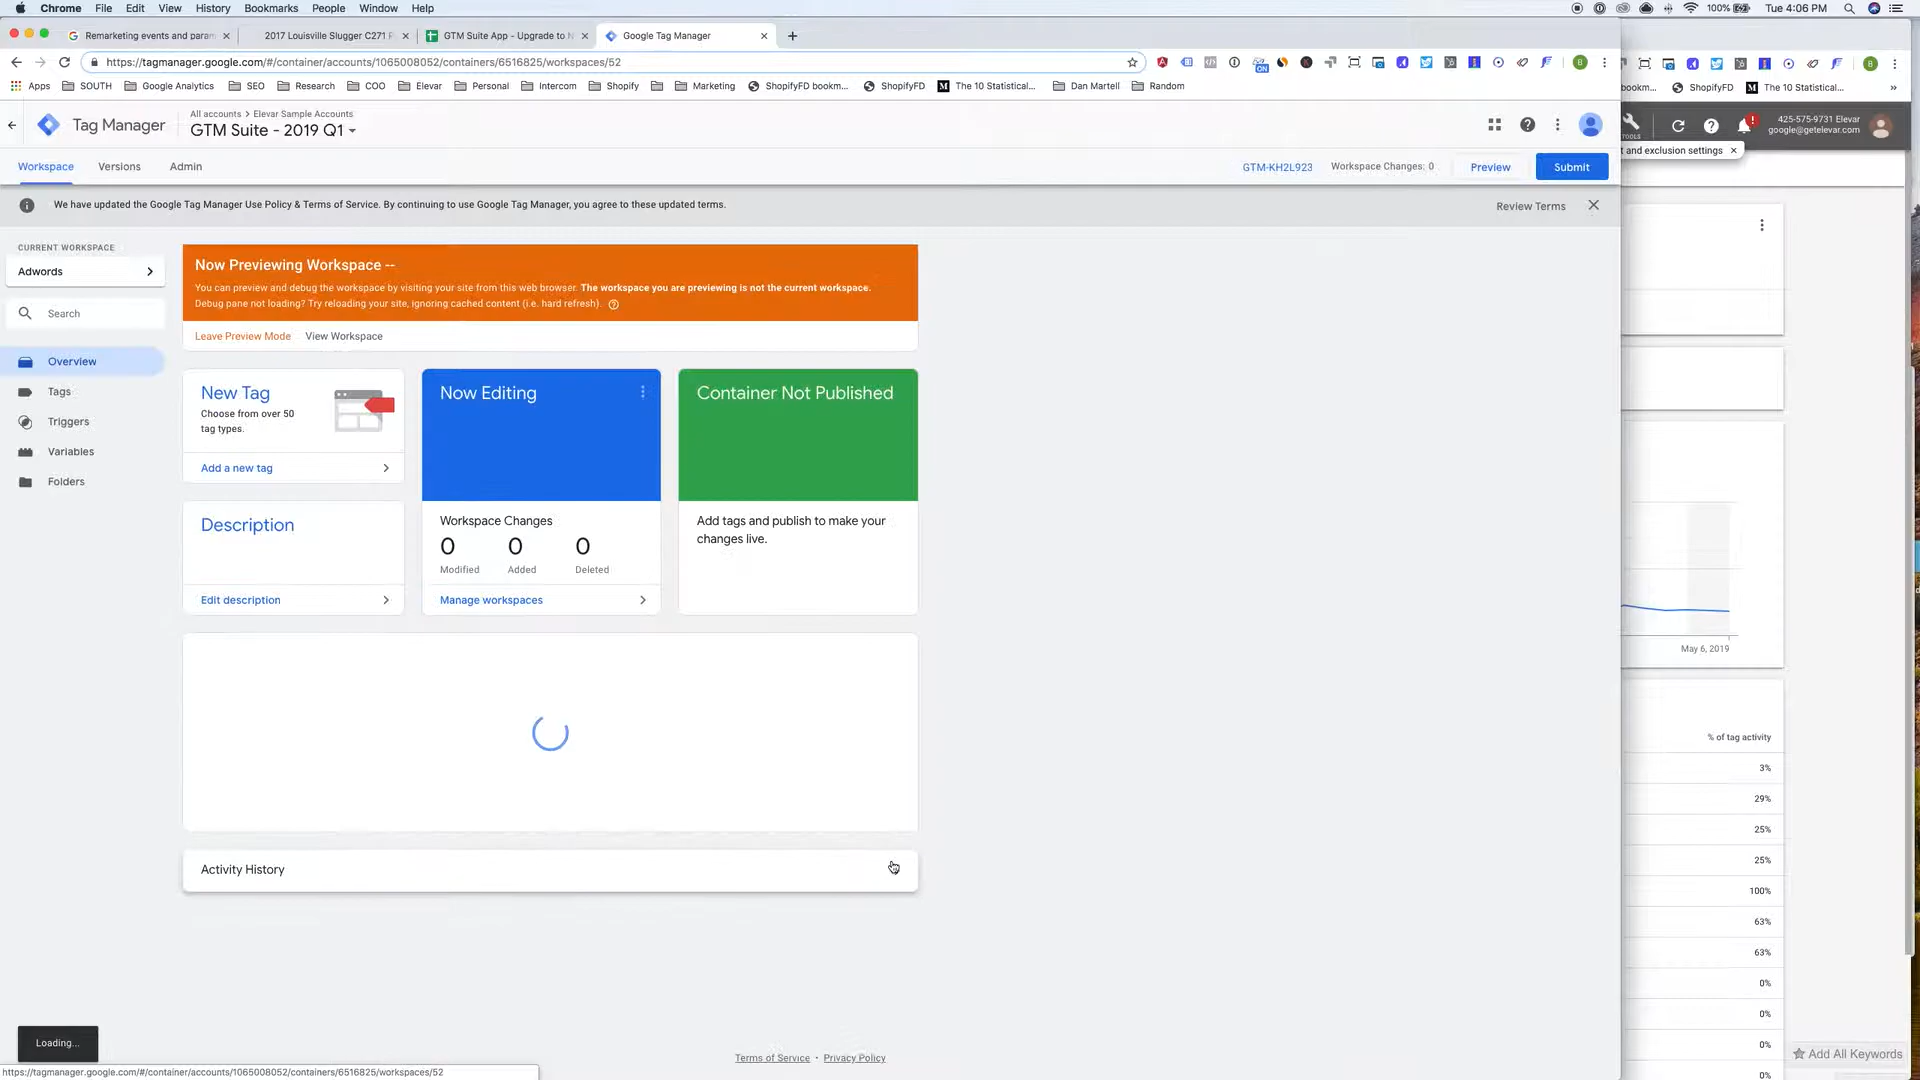 Chrome File Edit View History Bookmarks People Window Help 100% Tue 4:06 PM
Remarketing events and param
2017 Louisville Slugger C271
GTM Suite App - Upgrade to N
Google Tag Manager
https://tagmanager.google.com/#/container/accounts/1065008052/containers/6516825/workspaces/52
Apps SOUTH Google Analytics SEO Research COO Elevar Personal Intercom Shopify Marketing ShopifyFD bookm... ShopifyFD The 10 Statistical... Dan Martell Random
bookm... ShopifyFD The 10 Statistical...
Tag Manager
All accounts > Elevar Sample Accounts
GTM Suite - 2019 Q1
TOOLS
425-575-9731 Elevar
google@getelevar.com
t and exclusion settings
Workspace Versions Admin
GTM-KH2L923 Workspace Changes: 0 Preview Submit
We have updated the Google Tag Manager Use Policy & Terms of Service. By continuing to use Google Tag Manager, you agree to these updated terms.
Review Terms
CURRENT WORKSPACE
Adwords
Search
Overview
Tags
Triggers
Variables
Folders
Now Previewing Workspace --
You can preview and debug the workspace by visiting your site from this web browser. The workspace you are previewing is not the current workspace.
Debug pane not loading? Try reloading your site, ignoring cached content (i.e. hard refresh).
Leave Preview Mode View Workspace
New Tag
Choose from over 50
tag types.
Add a new tag
Now Editing
Container Not Published
Description
Edit description
Workspace Changes
0 0 0
Modified Added Deleted
Manage workspaces
Add tags and publish to make your
changes live.
Activity History
May 6, 2019
% of tag activity
3%
29%
25%
25%
100%
63%
63%
0%
0%
0%
0%
Add All Keywords
Loading...
Terms of Service · Privacy Policy
https://tagmanager.google.com/#/container/accounts/1065008052/containers/6516825/workspaces/52